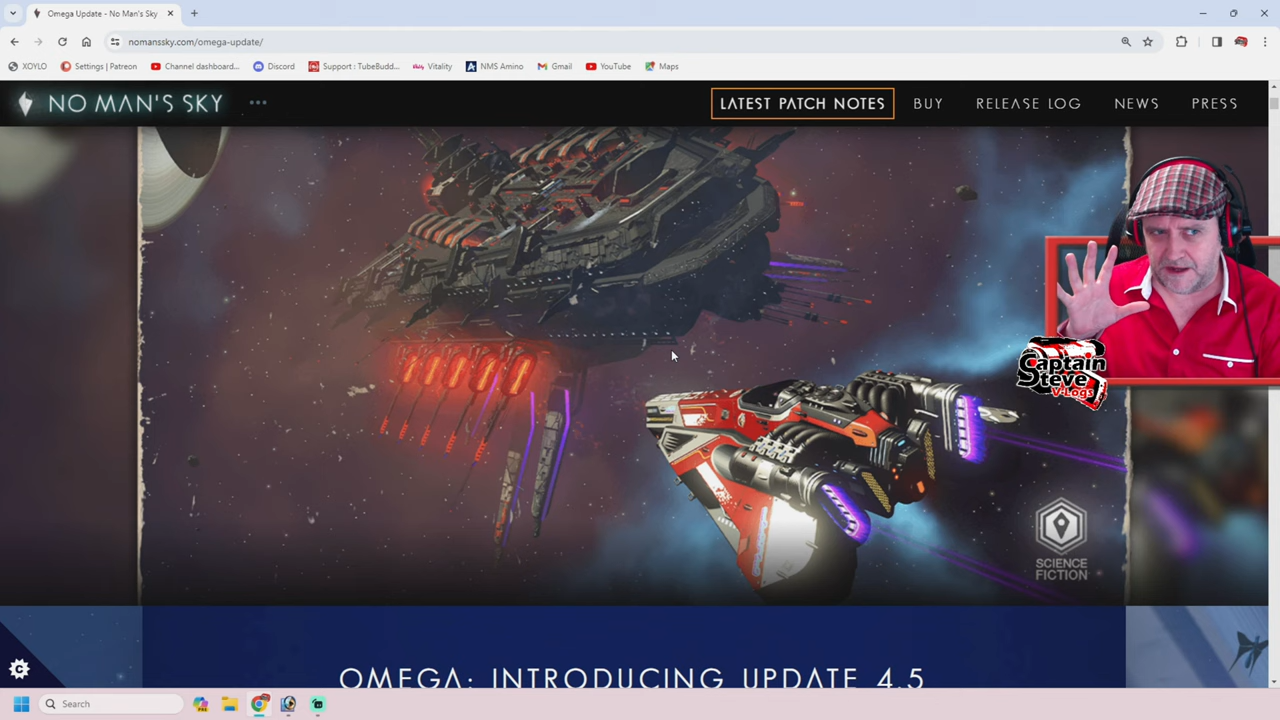 Omega Update - No Man's Sky
nomanssky.com/omega-update/
XOYLO
Settings | Patreon
Channel dashboard...
Discord
Support : TubeBudd...
Vitality
NMS Amino
Gmail
YouTube
Maps
NO MAN'S SKY
LATEST PATCH NOTES
BUY
RELEASE LOG
NEWS
PRESS
Captain
Steve
V-Logs
SCIENCE
FICTION
OMEGA: INTRODUCING UPDATE 4.5
Search